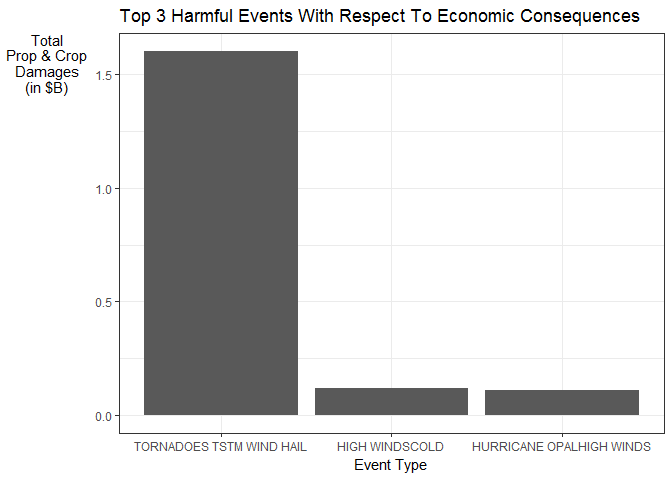 Top 3 Harmful Events With Respect To Economic Consequences
Total
Prop & Crop
Damages
(in $B)
1.5
1.0
0.5
0.0
TORNADOES TSTM WIND HAIL
HIGH WINDSCOLD
HURRICANE OPALHIGH WINDS
Event Type